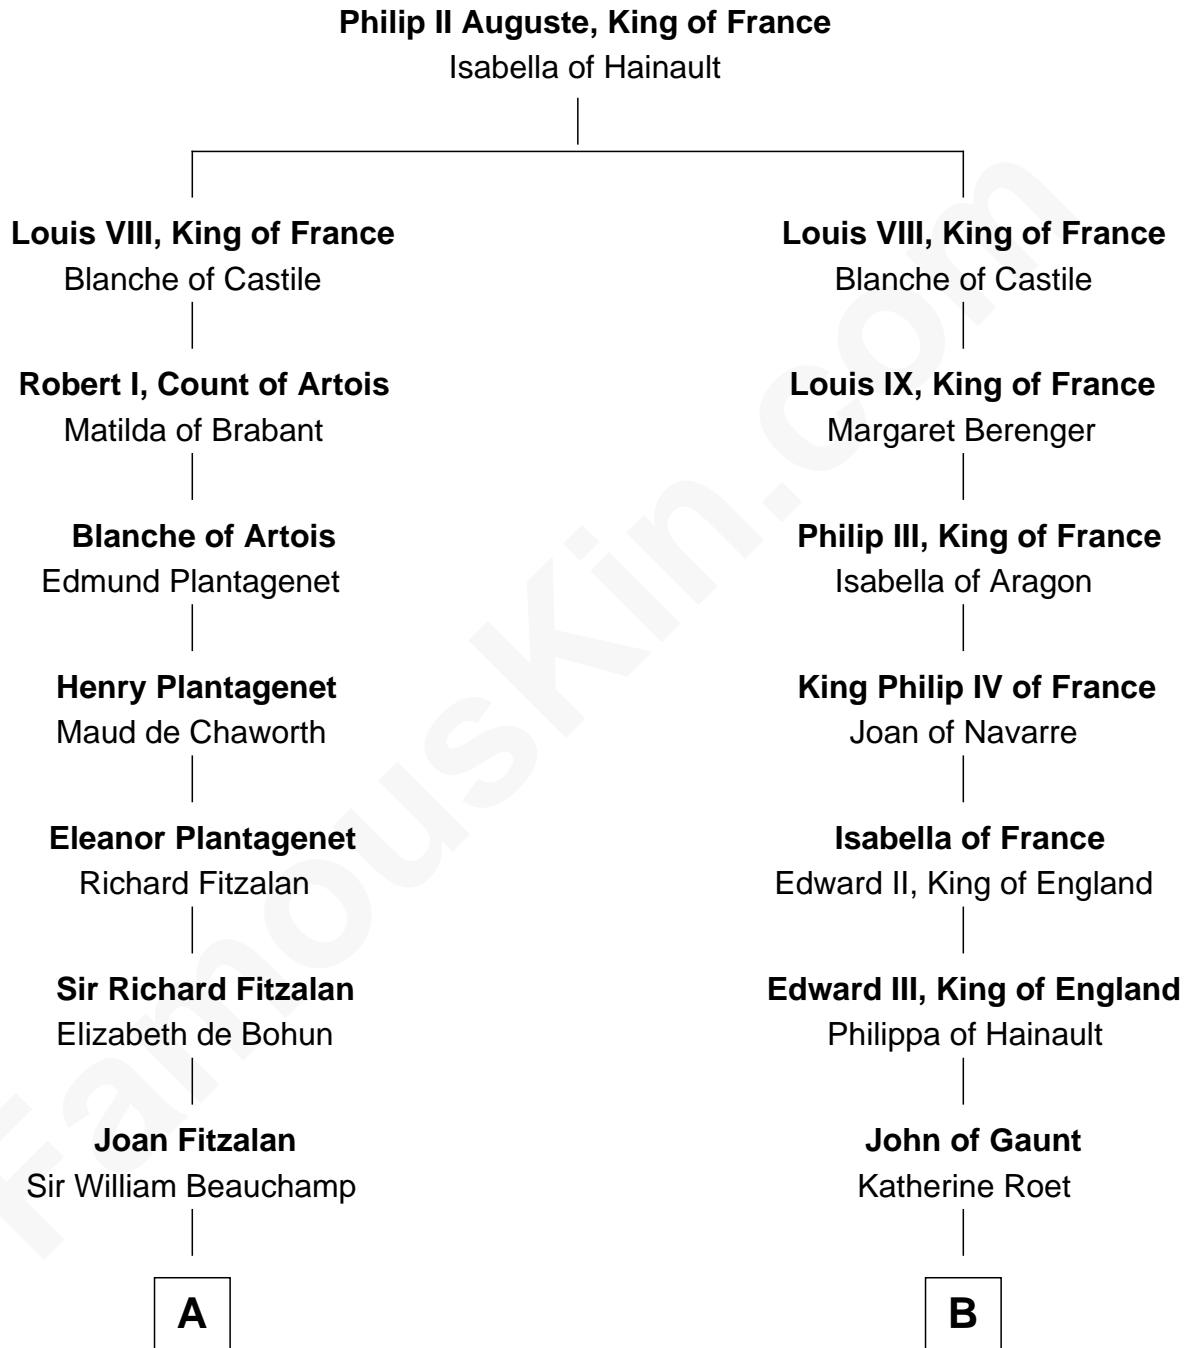 Philip II Auguste, King of France
Isabella of Hainault
Louis VIII, King of France
Blanche of Castile
Louis VIII, King of France
Blanche of Castile
Robert I, Count of Artois
Matilda of Brabant
Louis IX, King of France
Margaret Berenger
Blanche of Artois
Edmund Plantagenet
Philip III, King of France
Isabella of Aragon
Henry Plantagenet
Maud de Chaworth
King Philip IV of France
Joan of Navarre
Eleanor Plantagenet
Richard Fitzalan
Isabella of France
Edward II, King of England
Sir Richard Fitzalan
Elizabeth de Bohun
Edward III, King of England
Philippa of Hainault
Joan Fitzalan
Sir William Beauchamp
John of Gaunt
Katherine Roet
A
B
FamousKin.com